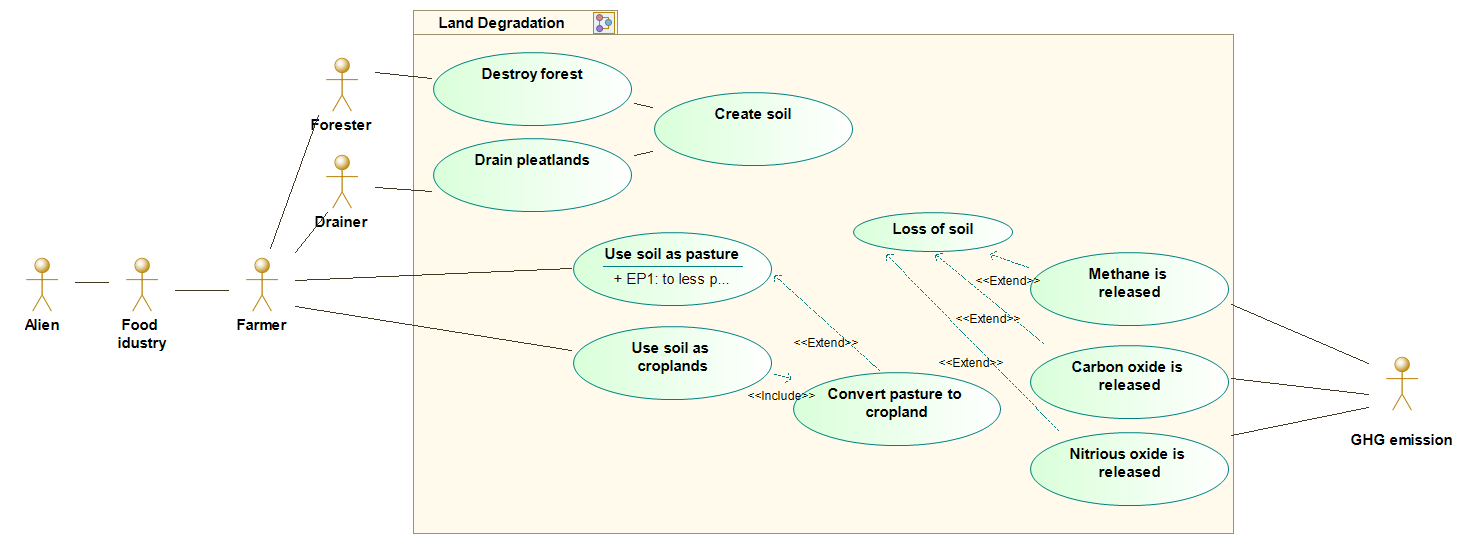 Land Degradation
Destroy forest
Forester
Create soil
Drain pleatlands
Drainer
Loss of soil
Use soil as pasture
+ EP1: to less p...
Methane is
released
<<Extend>>
Alien
Food
idustry
Farmer
<<Extend>>
<<Extend>>
Use soil as
croplands
<<Extend>>
Carbon oxide is
released
<<Include>>
Convert pasture to
cropland
GHG emission
Nitrious oxide is
released